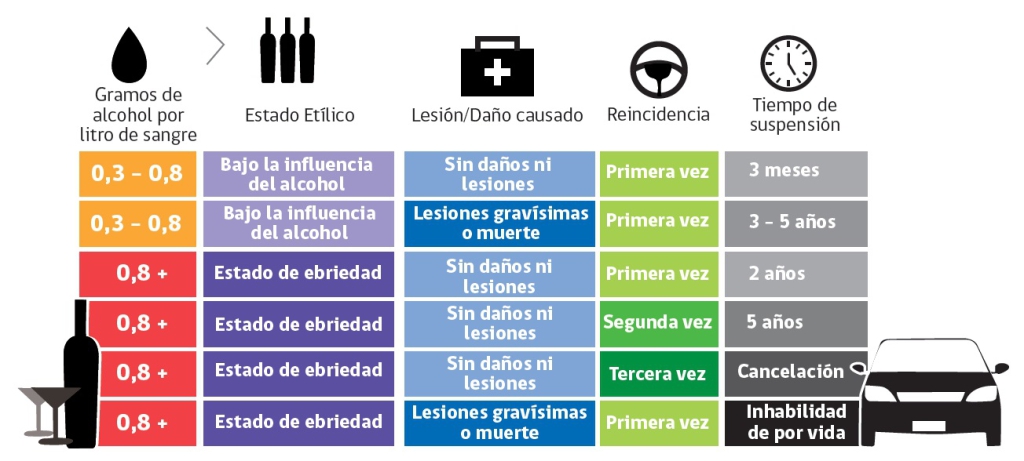 Gramos de
alcohol por
litro de sangre
Estado Etílico
Lesión/Daño causado
Reincidencia
Tiempo de
suspensión
0,3 – 0,8
Bajo la influencia
del alcohol
Sin daños ni
lesiones
Primera vez
3 meses
0,3 – 0,8
Bajo la influencia
del alcohol
Lesiones gravísimas
o muerte
Primera vez
3 – 5 años
0,8 +
Estado de ebriedad
Sin daños ni
lesiones
Primera vez
2 años
0,8 +
Estado de ebriedad
Sin daños ni
lesiones
Segunda vez
5 años
0,8 +
Estado de ebriedad
Sin daños ni
lesiones
Tercera vez
Cancelación
0,8 +
Estado de ebriedad
Lesiones gravísimas
o muerte
Primera vez
Inhabilidad
de por vida